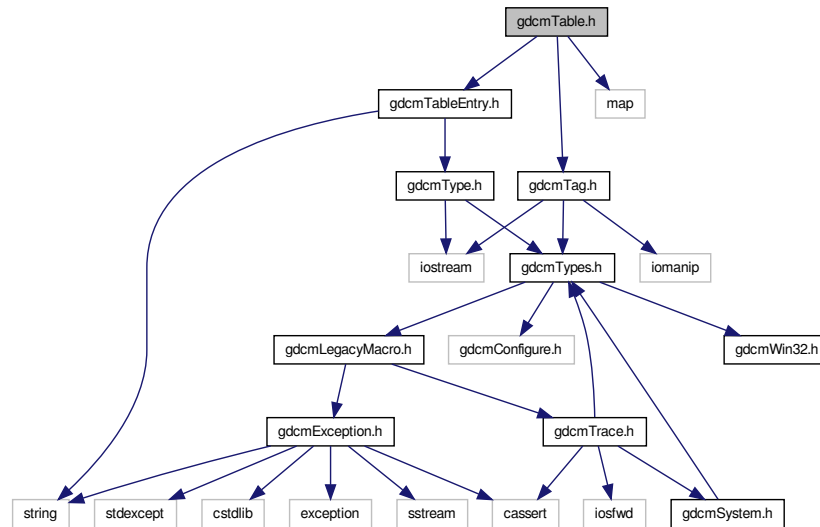 gdcmTable.h
gdcmTableEntry.h
map
gdcmType.h
gdcmTag.h
iostream
gdcmTypes.h
iomanip
gdcmLegacyMacro.h
gdcmConfigure.h
gdcmWin32.h
gdcmException.h
gdcmTrace.h
string
stdexcept
cstdlib
exception
sstream
cassert
iosfwd
gdcmSystem.h